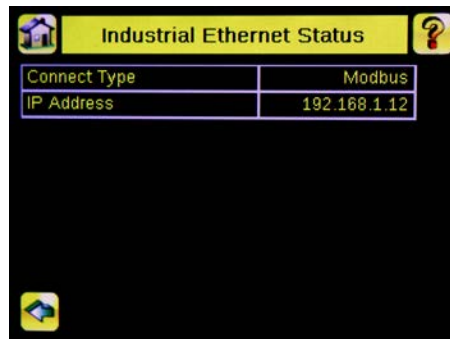 Industrial Ethernet Status
Connect Type Modbus
IP Address 192.168.1.12